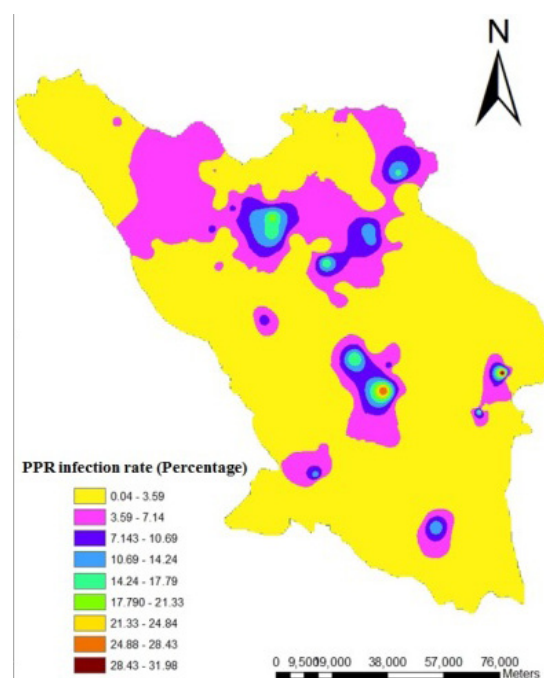 N
PPR infection rate (Percentage)
0.04 - 3.59
3.59 - 7.14
7.143 - 10.69
10.69 - 14.24
14.24 - 17.79
17.790 - 21.33
21.33 - 24.84
24.88 - 28.43
28.43 - 31.98
0 9,500 19,000 38,000 57,000 76,000
Meters